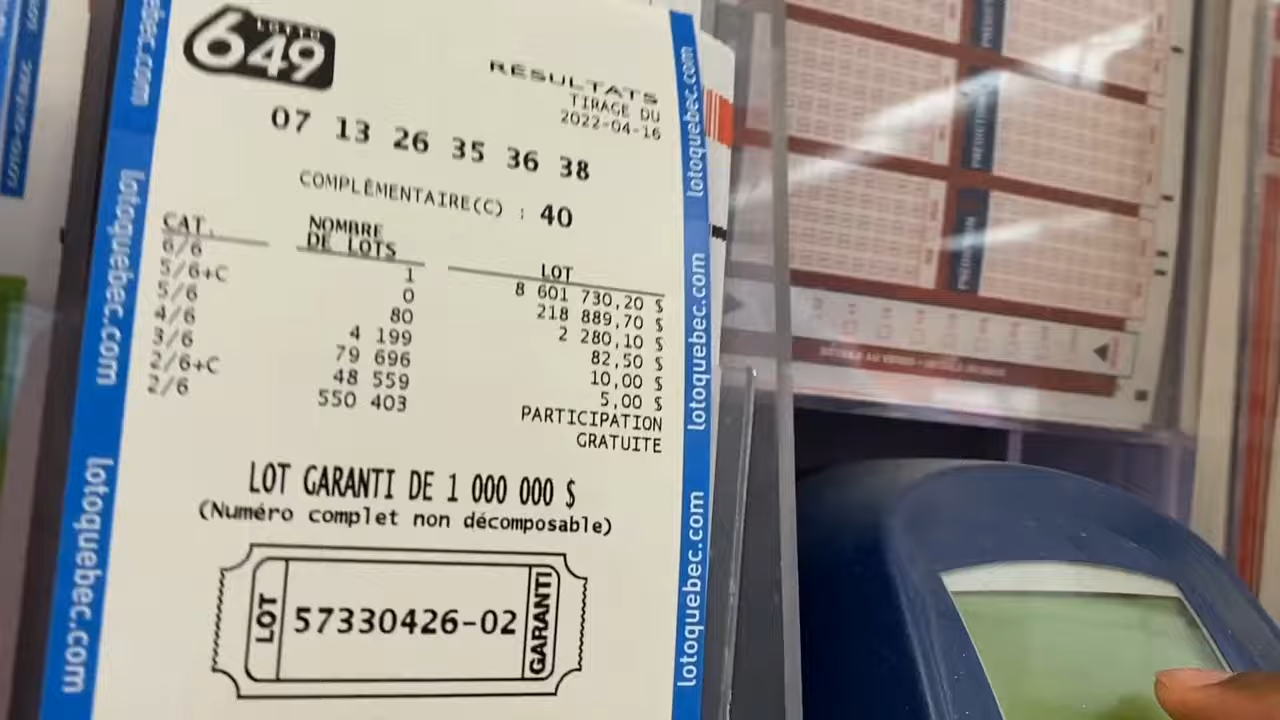 LOTTO
649
RÉSULTATS
TIRAGE DU
2022-04-16
07 13 26 35 36 38
COMPLÉMENTAIRE(C) : 40
CAT. NOMBRE DE LOTS LOT
6/6 1 8 601 730,20 $
5/6+C 0 218 889,70 $
5/6 80 2 280,10 $
4/6 4 199 82,50 $
3/6 79 696 10,00 $
2/6+C 48 559 5,00 $
2/6 550 403 PARTICIPATION GRATUITE
LOT GARANTI DE 1 000 000 $
(Numéro complet non décomposable)
LOT 57330426-02 GARANTI
lotoquebec.com
lotoquebec.com
lotoquebec.com
lotoquebec.com
lotoquebec.com